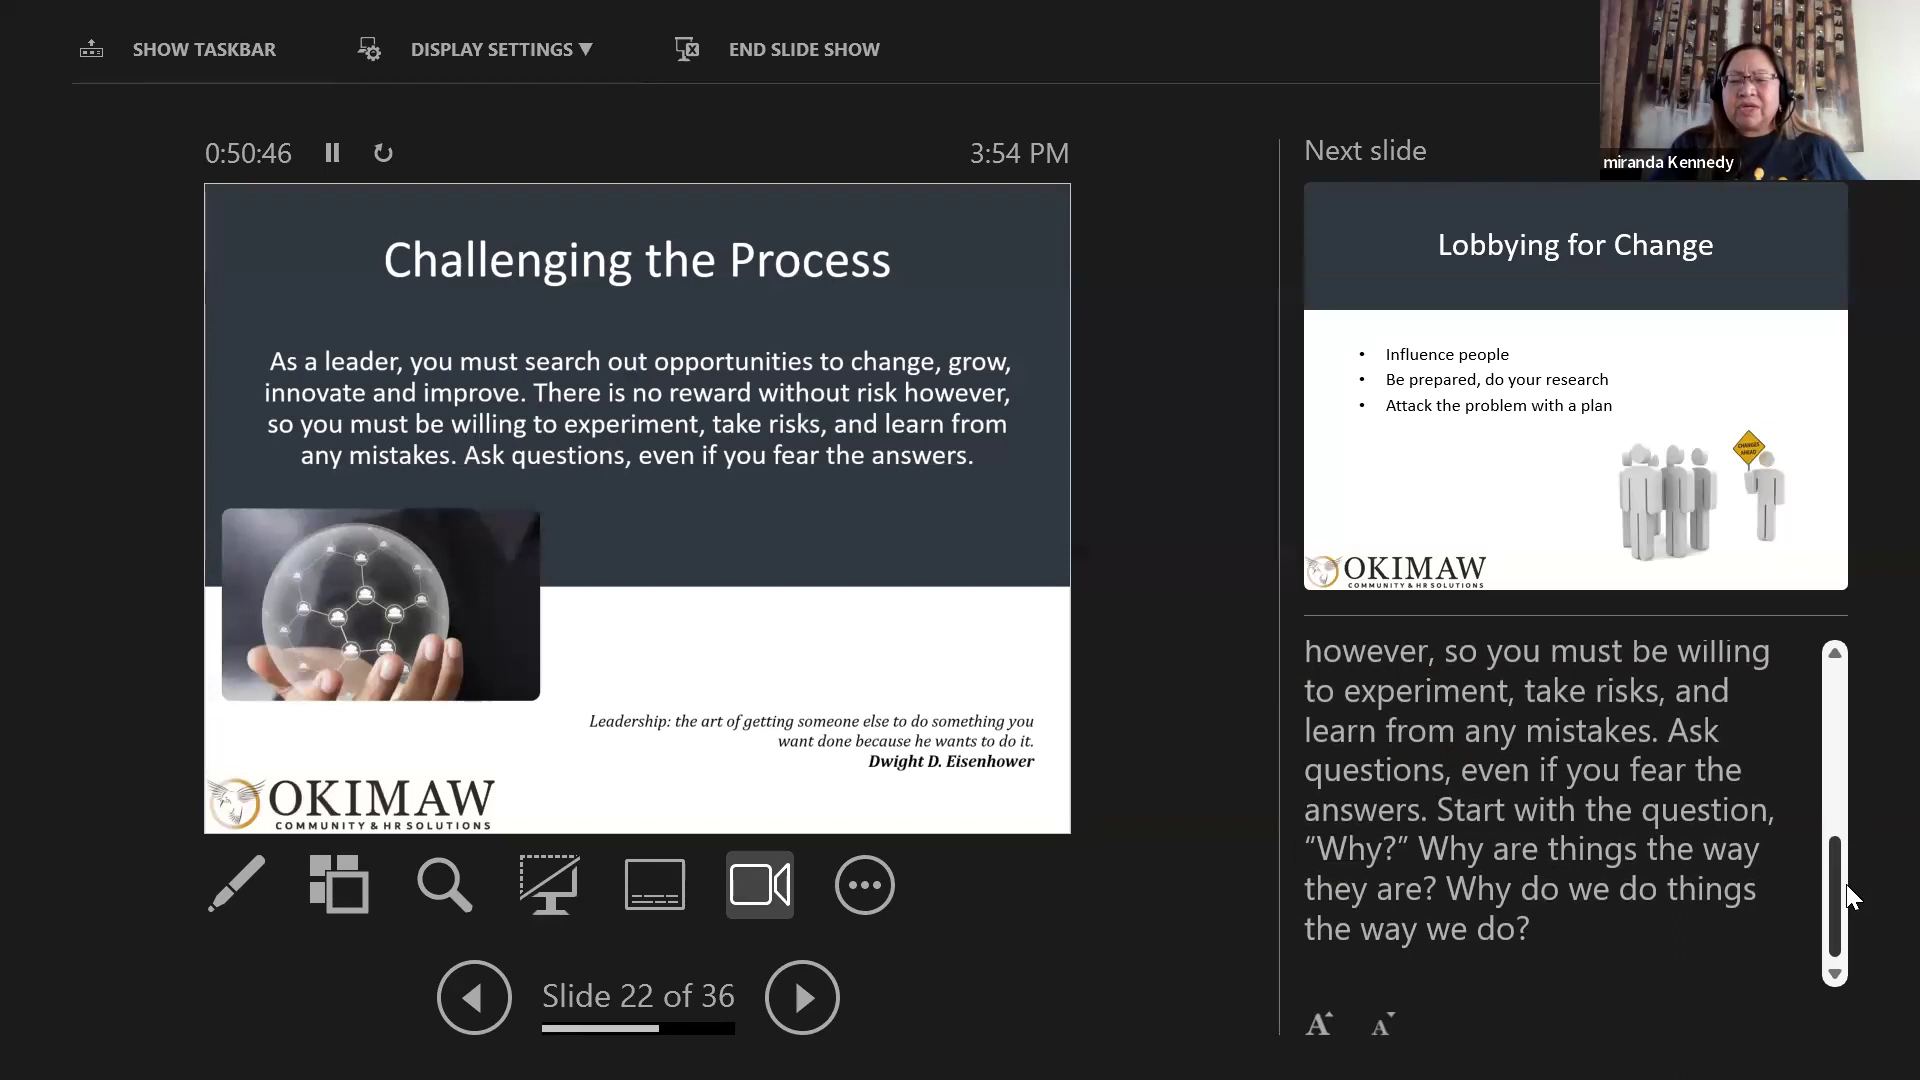 SHOW TASKBAR
DISPLAY SETTINGS ▼
END SLIDE SHOW
miranda Kennedy
0:50:46
3:54 PM
Challenging the Process
As a leader, you must search out opportunities to change, grow,
innovate and improve. There is no reward without risk however,
so you must be willing to experiment, take risks, and learn from
any mistakes. Ask questions, even if you fear the answers.
Leadership: the art of getting someone else to do something you
want done because he wants to do it.
Dwight D. Eisenhower
OKIMAW
COMMUNITY & HR SOLUTIONS
Slide 22 of 36
Next slide
Lobbying for Change
• Influence people
• Be prepared, do your research
• Attack the problem with a plan
CHANGES
AHEAD
OKIMAW
COMMUNITY & HR SOLUTIONS
however, so you must be willing
to experiment, take risks, and
learn from any mistakes. Ask
questions, even if you fear the
answers. Start with the question,
“Why?” Why are things the way
they are? Why do we do things
the way we do?
A A